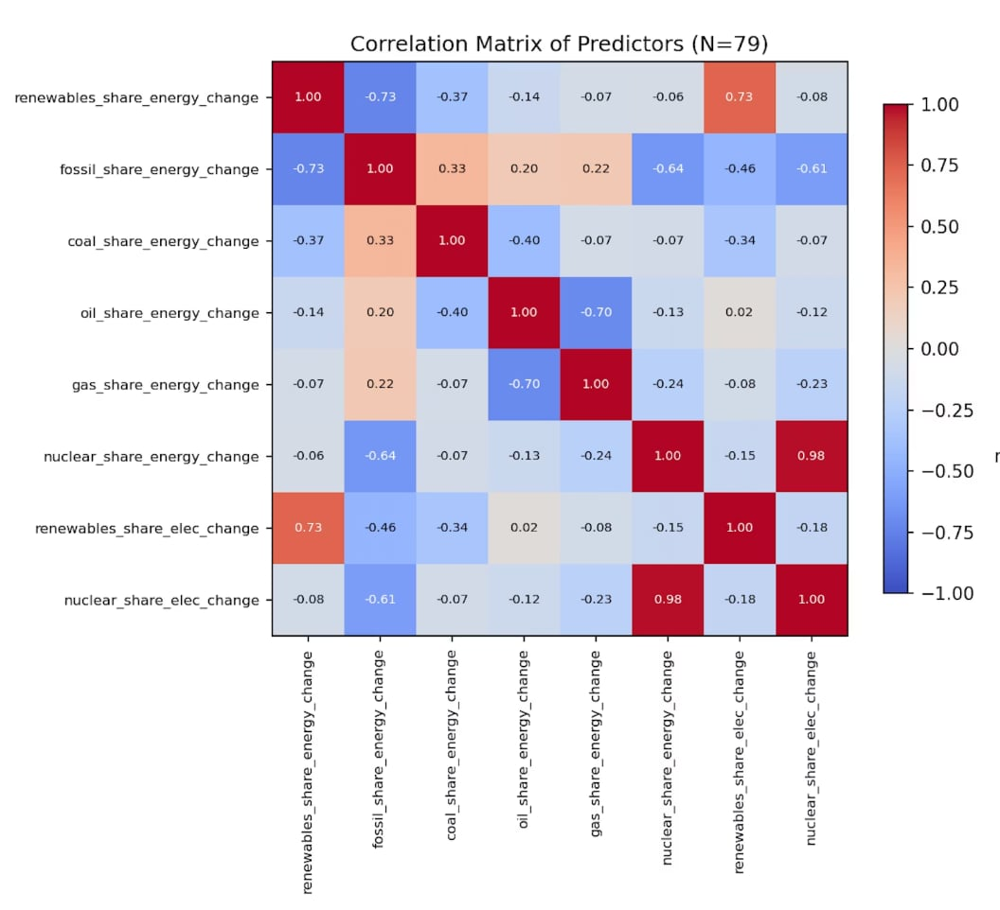 Correlation Matrix of Predictors (N=79)
renewables_share_energy_change 1.00 -0.73 -0.37 -0.14 -0.07 -0.06 0.73 -0.08
fossil_share_energy_change -0.73 1.00 0.33 0.20 0.22 -0.64 -0.46 -0.61
coal_share_energy_change -0.37 0.33 1.00 -0.40 -0.07 -0.07 -0.34 -0.07
oil_share_energy_change -0.14 0.20 -0.40 1.00 -0.70 -0.13 0.02 -0.12
gas_share_energy_change -0.07 0.22 -0.07 -0.70 1.00 -0.24 -0.08 -0.23
nuclear_share_energy_change -0.06 -0.64 -0.07 -0.13 -0.24 1.00 -0.15 0.98
renewables_share_elec_change 0.73 -0.46 -0.34 0.02 -0.08 -0.15 1.00 -0.18
nuclear_share_elec_change -0.08 -0.61 -0.07 -0.12 -0.23 0.98 -0.18 1.00
renewables_share_energy_change
fossil_share_energy_change
coal_share_energy_change
oil_share_energy_change
gas_share_energy_change
nuclear_share_energy_change
renewables_share_elec_change
nuclear_share_elec_change
1.00
0.75
0.50
0.25
0.00
−0.25
−0.50
−0.75
−1.00